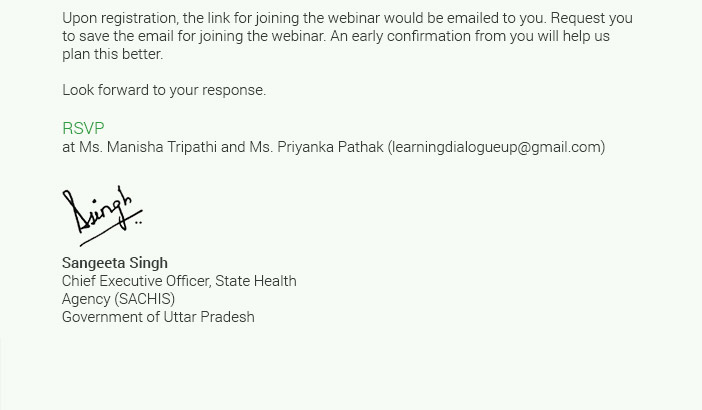 Upon registration, the link for joining the webinar would be emailed to you. Request you
to save the email for joining the webinar. An early confirmation from you will help us
plan this better.
Look forward to your response.
RSVP
at Ms. Manisha Tripathi and Ms. Priyanka Pathak (learningdialogueup@gmail.com)
Ssingh
Sangeeta Singh
Chief Executive Officer, State Health
Agency (SACHIS)
Government of Uttar Pradesh